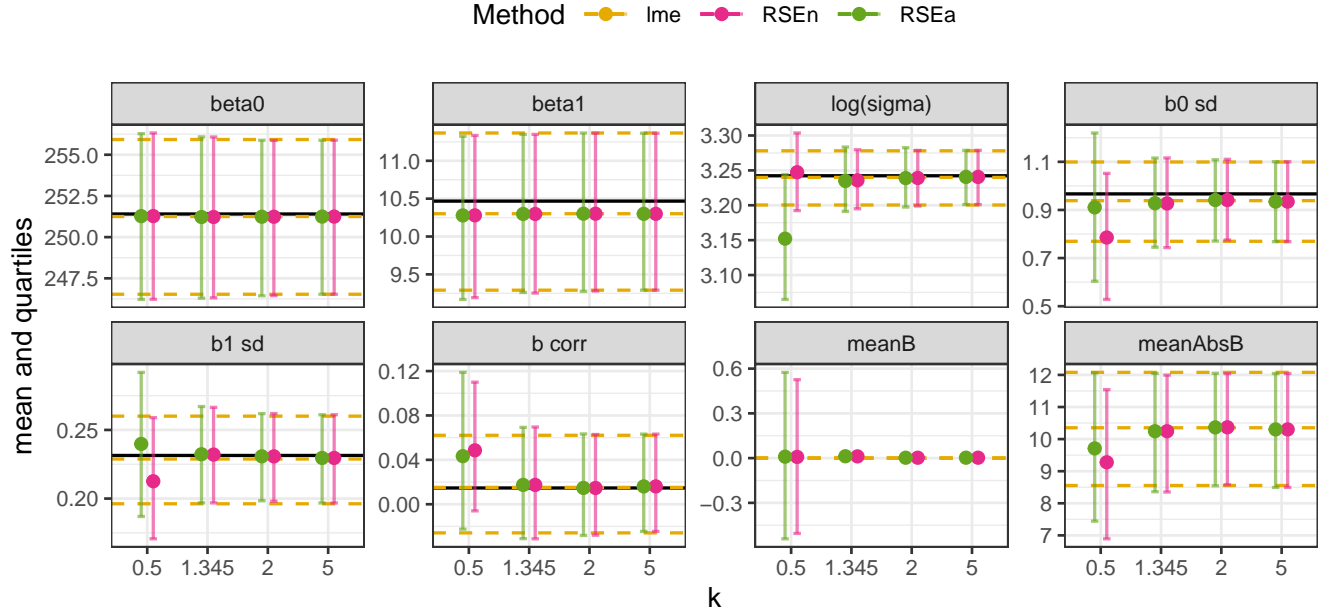 Method lme RSEn RSEa
mean and quartiles
beta0
255.0
252.5
250.0
247.5
beta1
11.0
10.5
10.0
9.5
log(sigma)
3.30
3.25
3.20
3.15
3.10
b0 sd
1.1
0.9
0.7
0.5
b1 sd
0.25
0.20
b corr
0.12
0.08
0.04
0.00
meanB
0.6
0.3
0.0
−0.3
meanAbsB
12
11
10
9
8
7
0.5 1.345 2 5
0.5 1.345 2 5
0.5 1.345 2 5
0.5 1.345 2 5
k